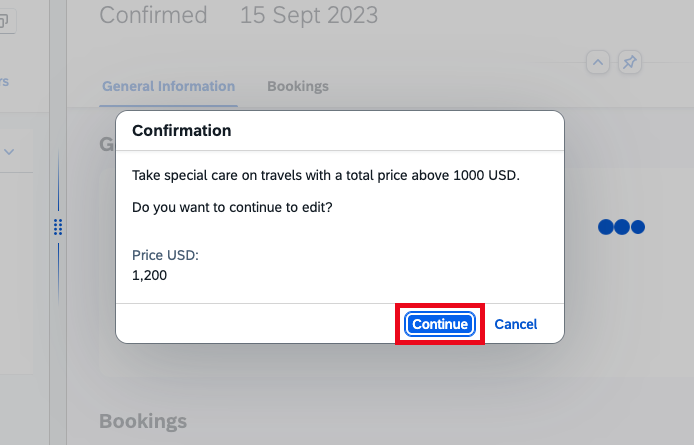 Confirmed 15 Sept 2023
General Information Bookings
Confirmation
Take special care on travels with a total price above 1000 USD.
Do you want to continue to edit?
Price USD:
1,200
Continue Cancel
Bookings